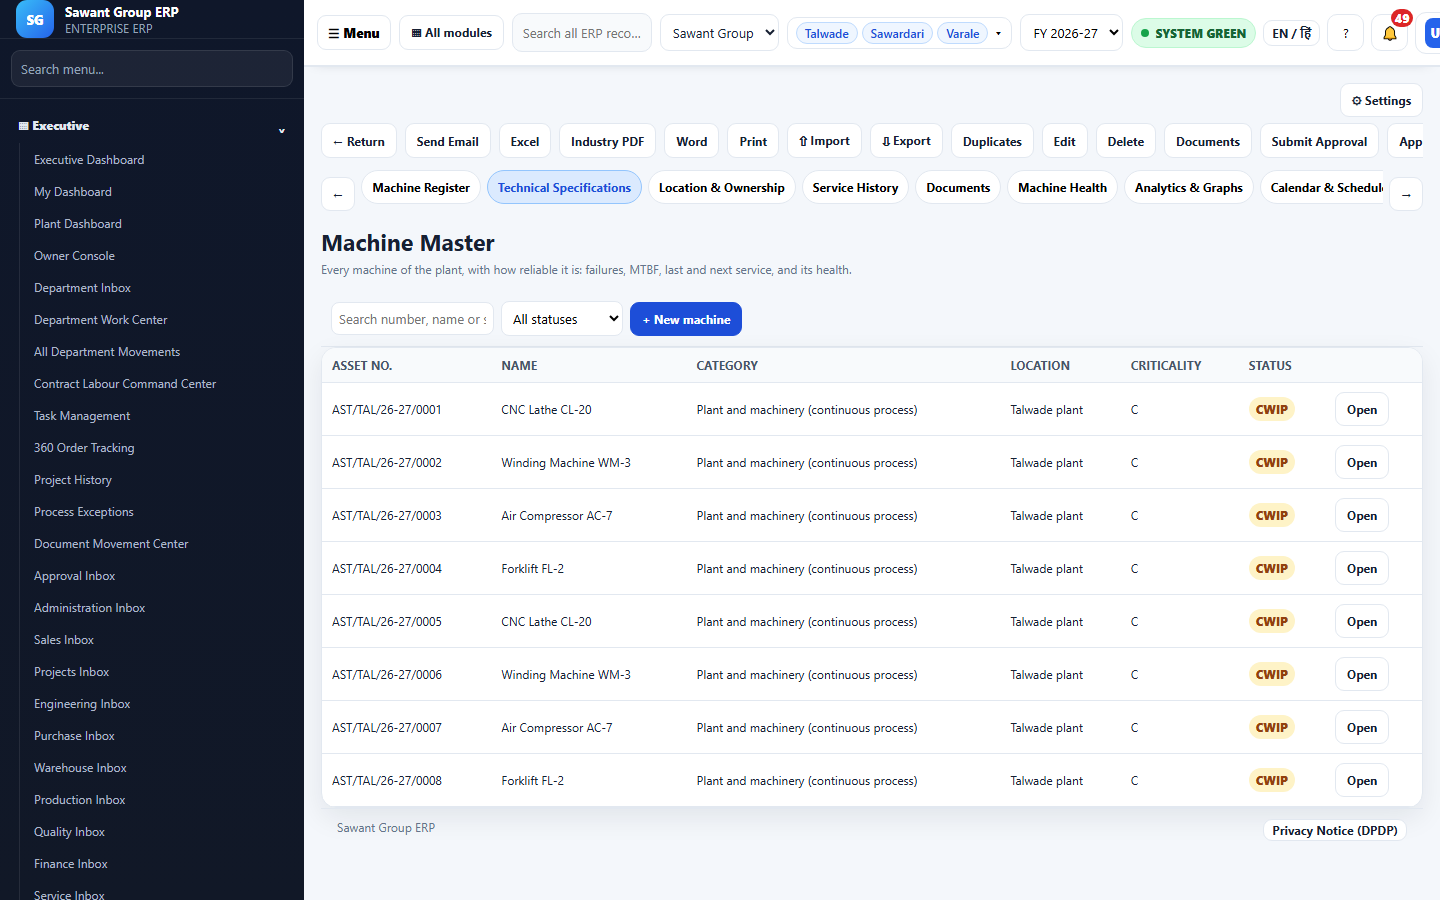 SG
Sawant Group ERP
ENTERPRISE ERP
☰ Menu
All modules
Search all ERP reco...
Sawant Group
Talwade
Sawardari
Varale
FY 2026-27
SYSTEM GREEN
EN / हिं
?
49
U
Search menu...
Executive
Executive Dashboard
My Dashboard
Plant Dashboard
Owner Console
Department Inbox
Department Work Center
All Department Movements
Contract Labour Command Center
Task Management
360 Order Tracking
Project History
Process Exceptions
Document Movement Center
Approval Inbox
Administration Inbox
Sales Inbox
Projects Inbox
Engineering Inbox
Purchase Inbox
Warehouse Inbox
Production Inbox
Quality Inbox
Finance Inbox
Service Inbox
⚙ Settings
← Return
Send Email
Excel
Industry PDF
Word
Print
⇧ Import
⇩ Export
Duplicates
Edit
Delete
Documents
Submit Approval
App
←
Machine Register
Technical Specifications
Location & Ownership
Service History
Documents
Machine Health
Analytics & Graphs
Calendar & Schedul
→
Machine Master
Every machine of the plant, with how reliable it is: failures, MTBF, last and next service, and its health.
Search number, name or s
All statuses
+ New machine
ASSET NO. NAME CATEGORY LOCATION CRITICALITY STATUS
AST/TAL/26-27/0001 CNC Lathe CL-20 Plant and machinery (continuous process) Talwade plant C CWIP Open
AST/TAL/26-27/0002 Winding Machine WM-3 Plant and machinery (continuous process) Talwade plant C CWIP Open
AST/TAL/26-27/0003 Air Compressor AC-7 Plant and machinery (continuous process) Talwade plant C CWIP Open
AST/TAL/26-27/0004 Forklift FL-2 Plant and machinery (continuous process) Talwade plant C CWIP Open
AST/TAL/26-27/0005 CNC Lathe CL-20 Plant and machinery (continuous process) Talwade plant C CWIP Open
AST/TAL/26-27/0006 Winding Machine WM-3 Plant and machinery (continuous process) Talwade plant C CWIP Open
AST/TAL/26-27/0007 Air Compressor AC-7 Plant and machinery (continuous process) Talwade plant C CWIP Open
AST/TAL/26-27/0008 Forklift FL-2 Plant and machinery (continuous process) Talwade plant C CWIP Open
Sawant Group ERP
Privacy Notice (DPDP)